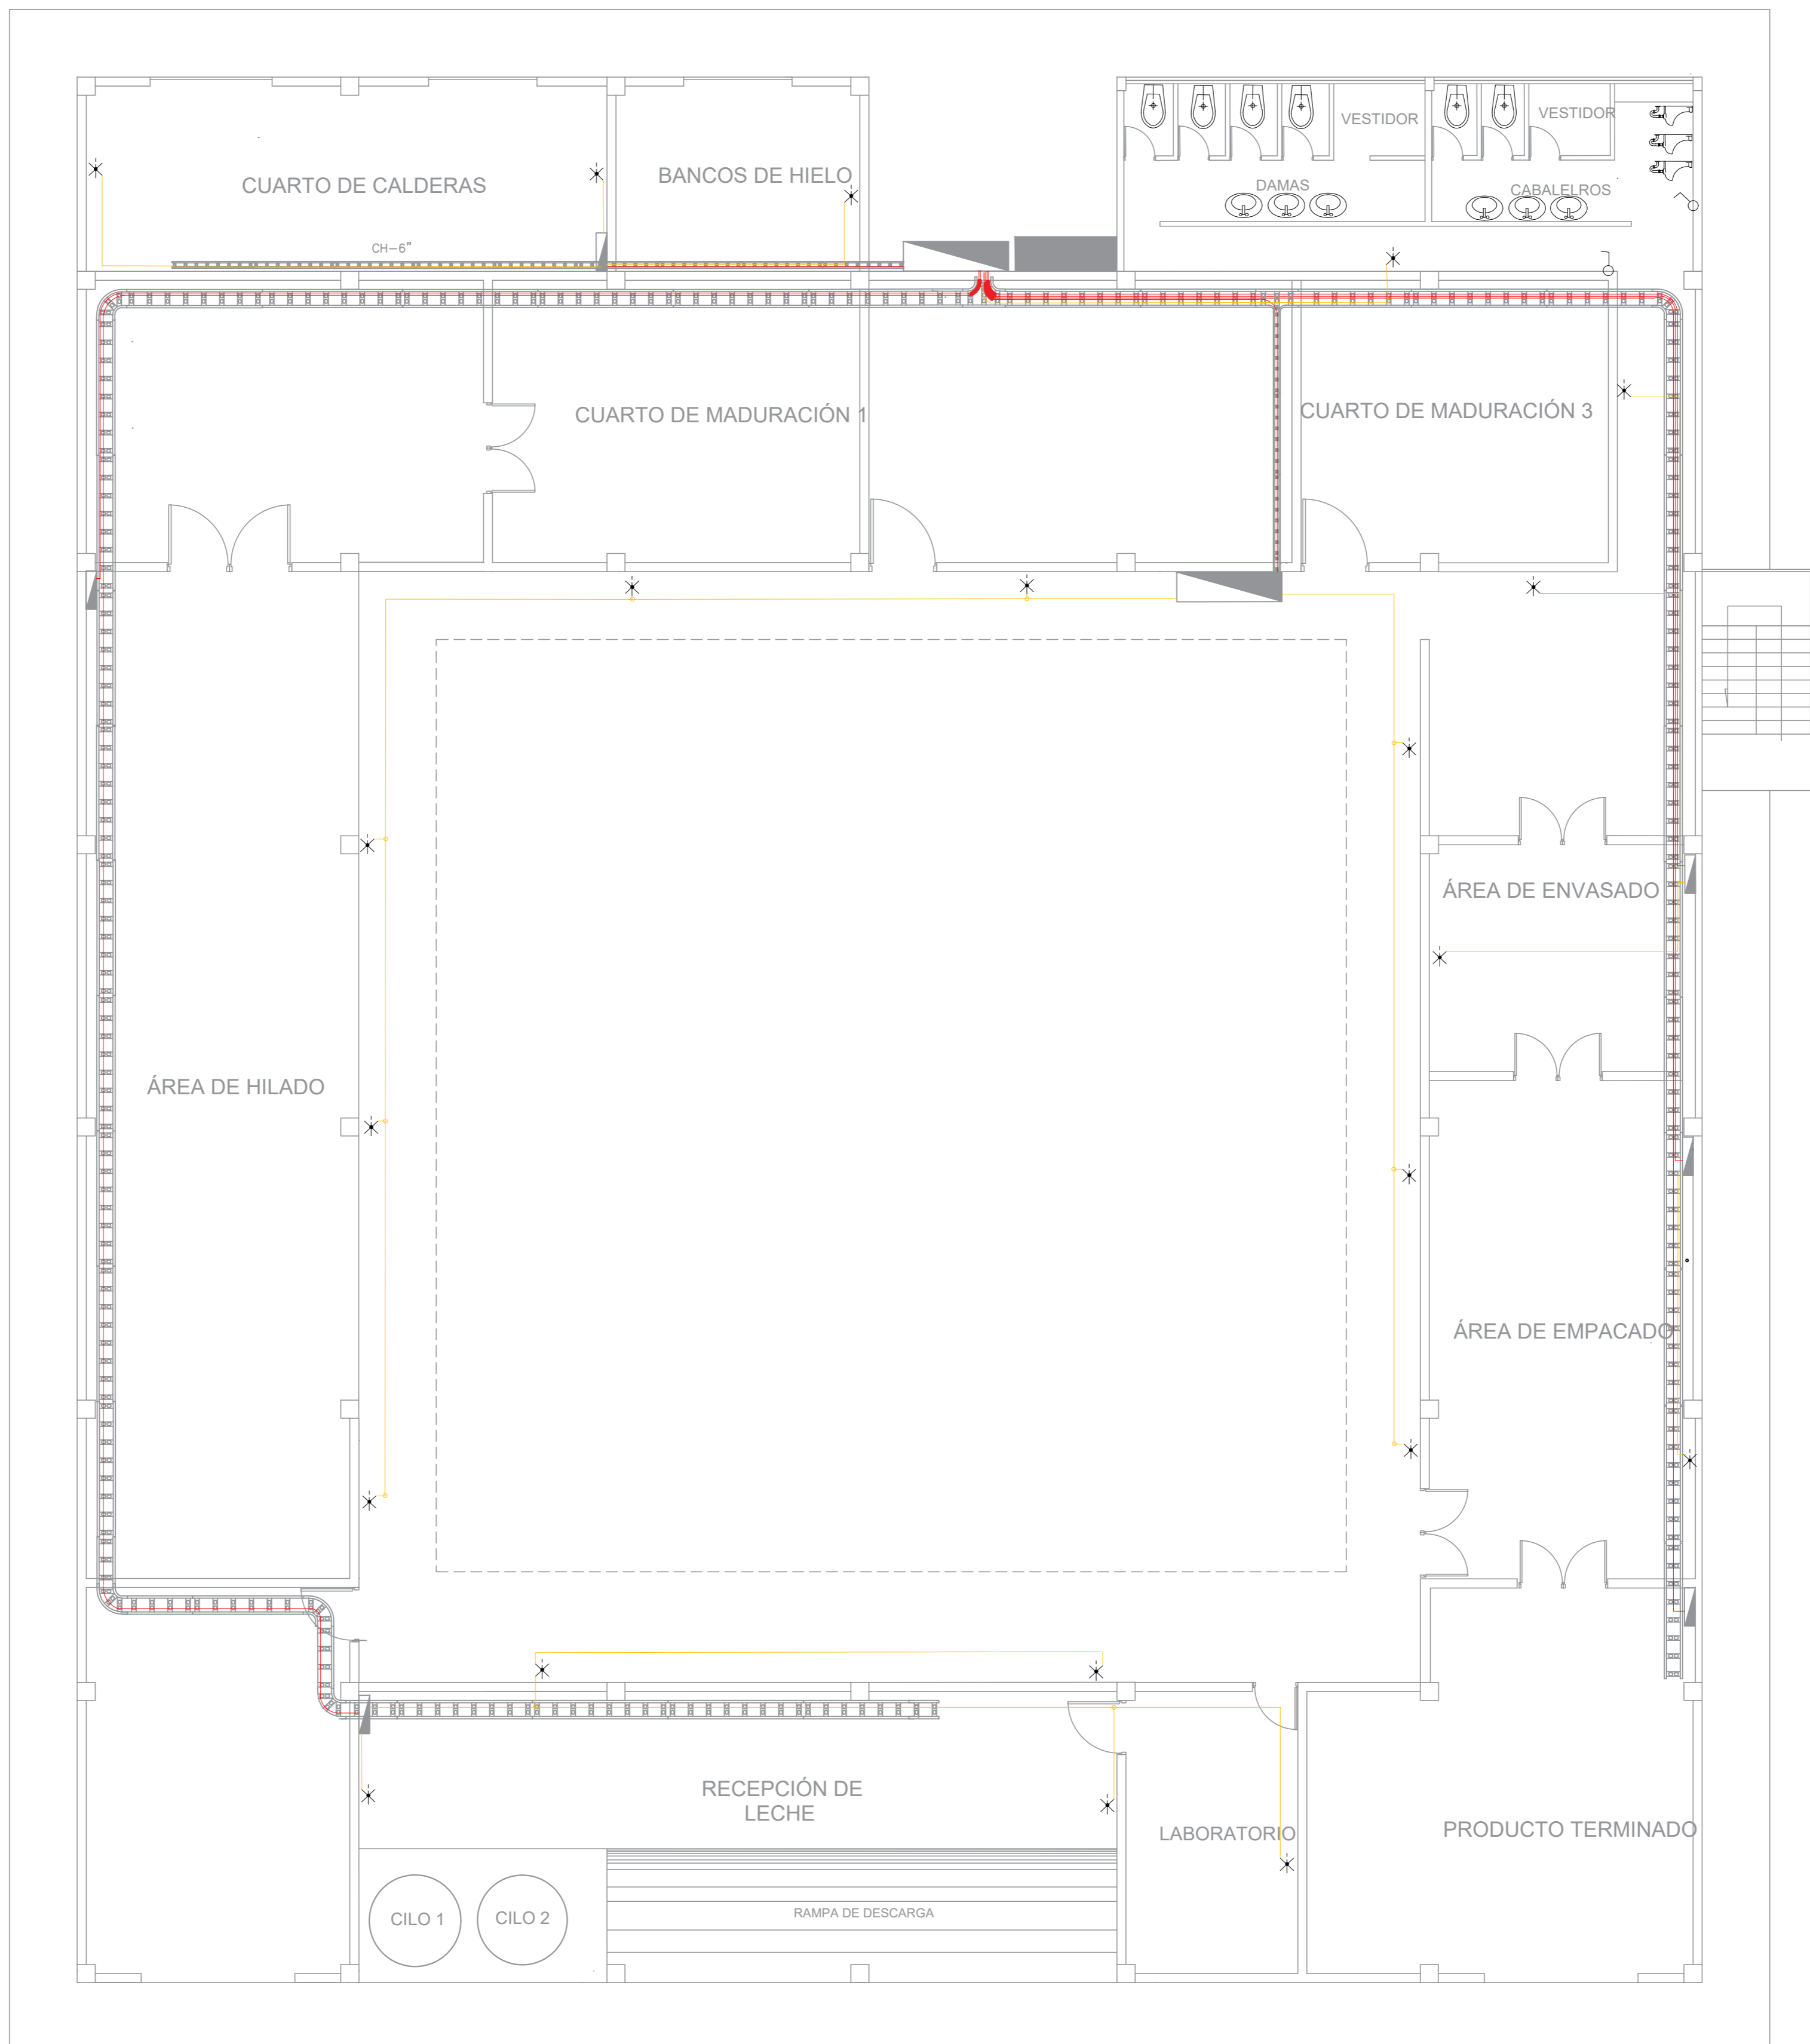 VESTIDOR
VESTIDOR
CUARTO DE CALDERAS
BANCOS DE HIELO
DAMAS
CABALELROS
CH-6"
CUARTO DE MADURACIÓN 1
CUARTO DE MADURACIÓN 3
ÁREA DE ENVASADO
ÁREA DE HILADO
ÁREA DE EMPACADO
RECEPCIÓN DE
LECHE
LABORATORIO
PRODUCTO TERMINADO
CILO 1
CILO 2
RAMPA DE DESCARGA